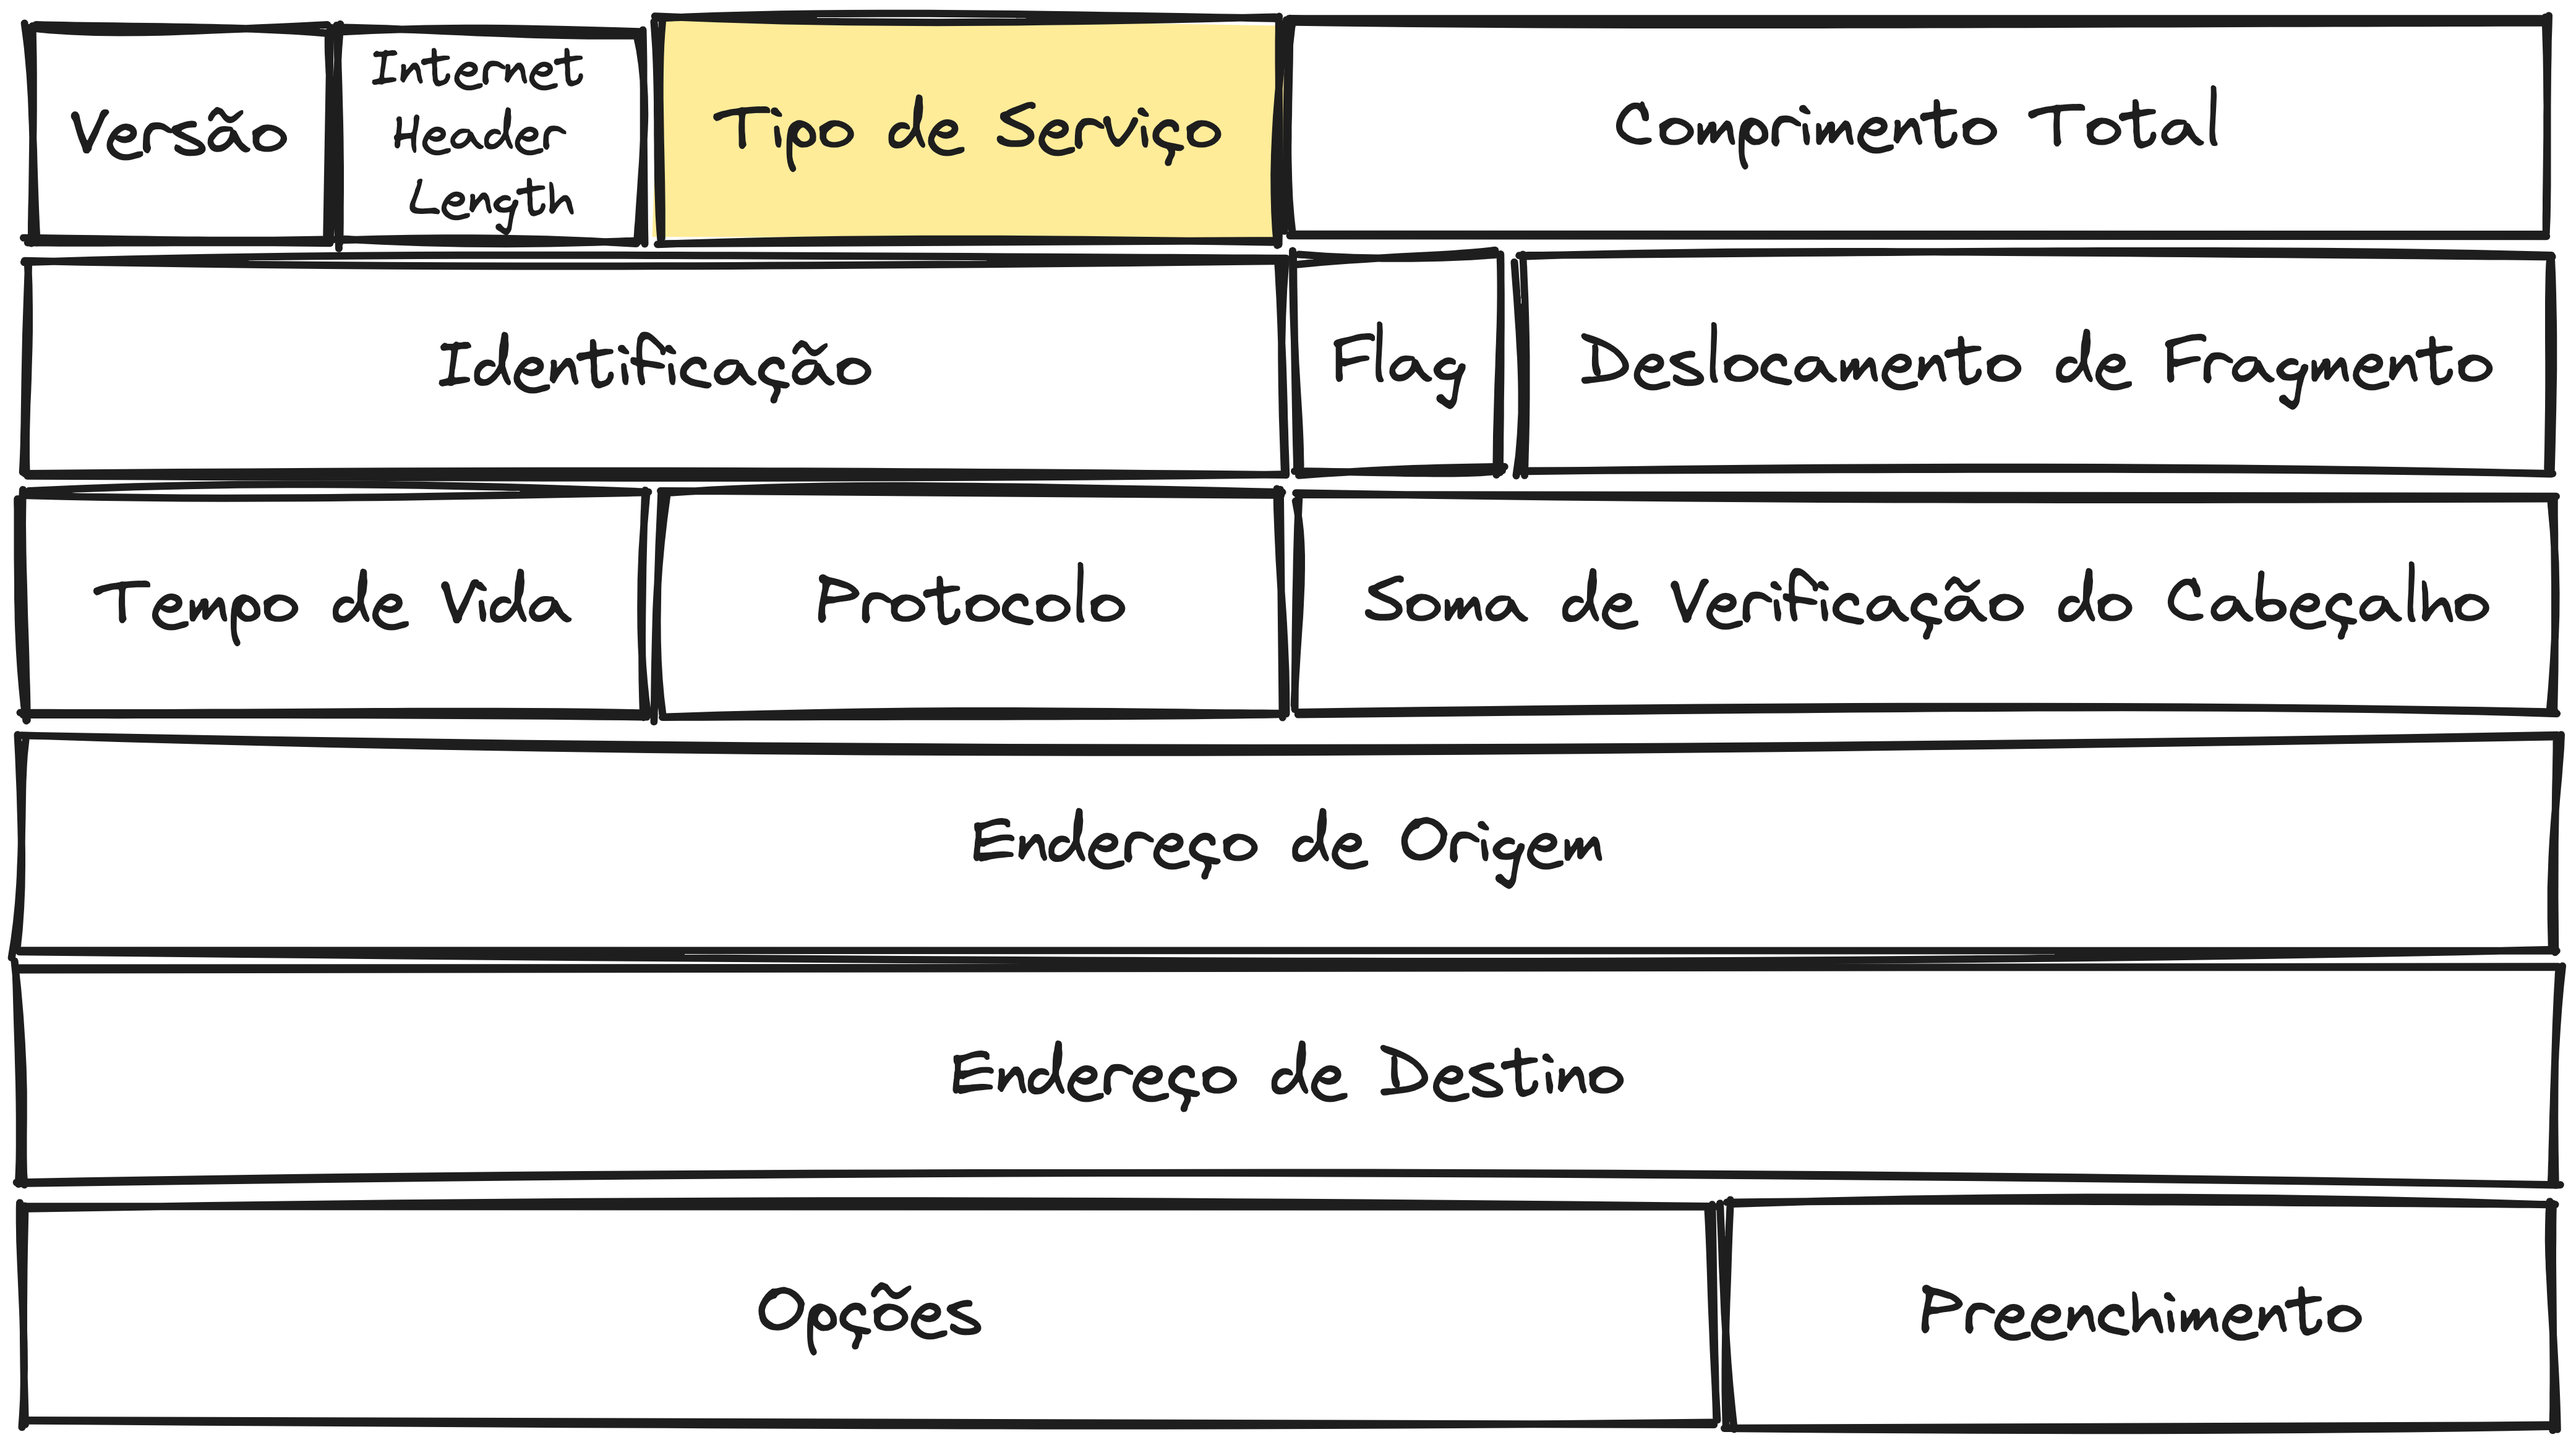 Versão
Internet
Header
Length
Tipo de Serviço
Comprimento Total
Identificação
Flag
Deslocamento de Fragmento
Tempo de Vida
Protocolo
Soma de Verificação do Cabeçalho
Endereço de Origem
Endereço de Destino
Opções
Preenchimento